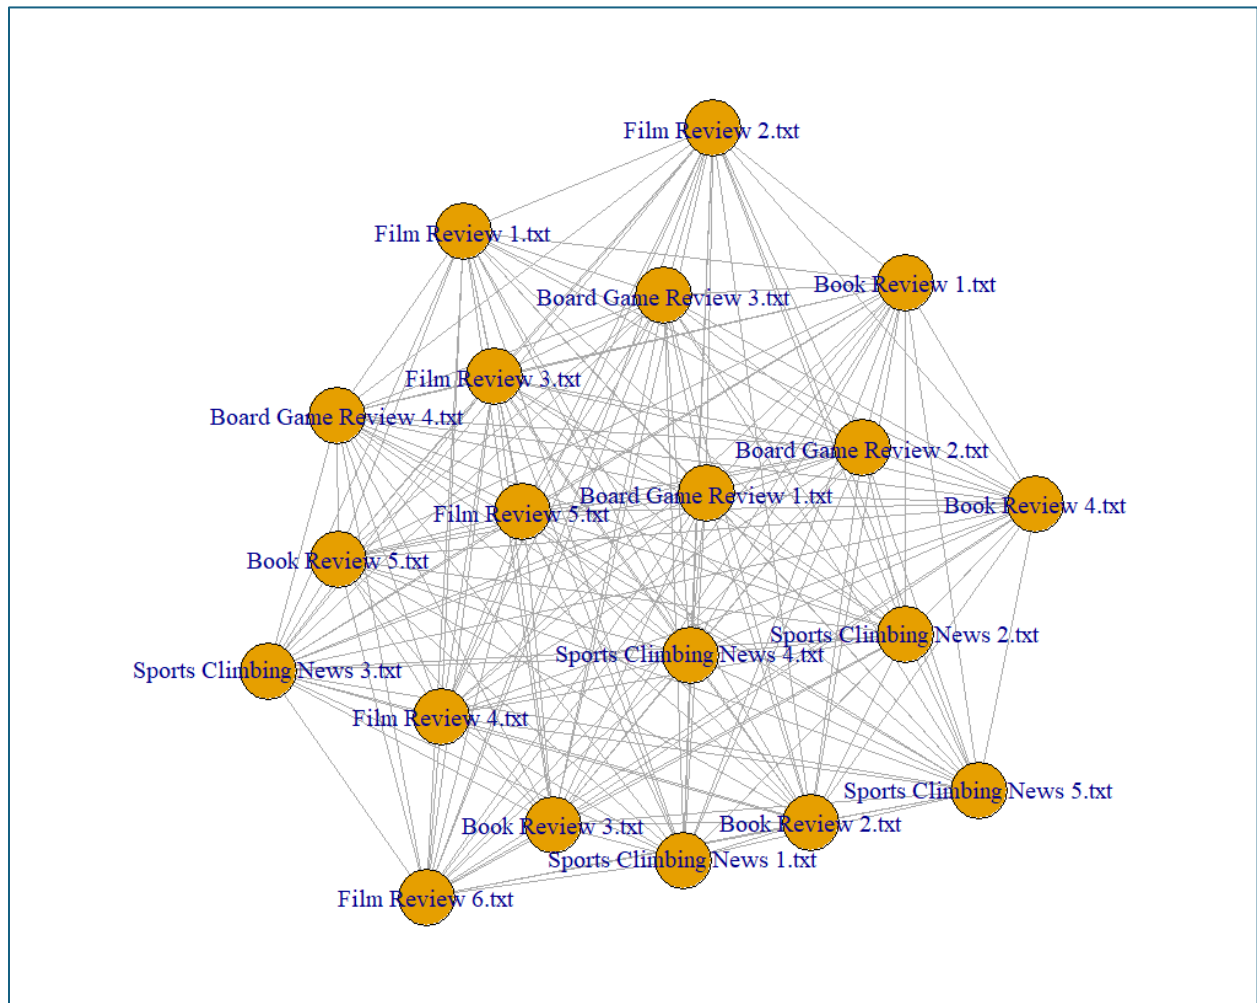 Film Review 2.txt
Film Review 1.txt
Book Review 1.txt
Board Game Review 3.txt
Film Review 3.txt
Board Game Review 4.txt
Board Game Review 2.txt
Board Game Review 1.txt
Book Review 4.txt
Film Review 5.txt
Book Review 5.txt
Sports Climbing News 2.txt
Sports Climbing News 4.txt
Sports Climbing News 3.txt
Film Review 4.txt
Sports Climbing News 5.txt
Book Review 2.txt
Book Review 3.txt
Sports Climbing News 1.txt
Film Review 6.txt